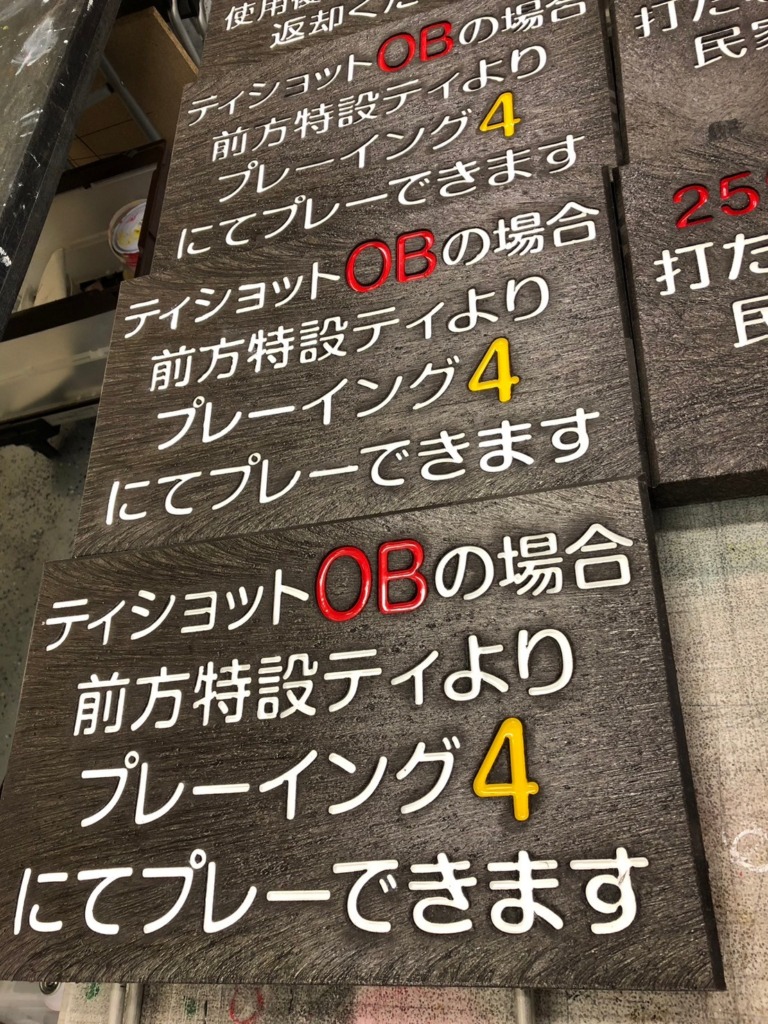 返却くだ
ティショットOBの場合
前方特設ティより
プレーイング4
にてプレーできます
ティショットOBの場合
前方特設ティより
プレーイング4
にてプレーできます
ティショットOBの場合
前方特設ティより
プレーイング4
にてプレーできます
打た
民
25
打た
民